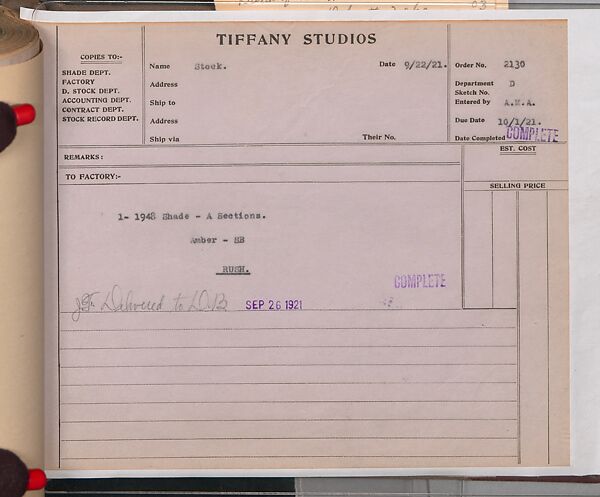 TIFFANY STUDIOS
COPIES TO:-
SHADE DEPT.
FACTORY
D. STOCK DEPT.
ACCOUNTING DEPT.
CONTRACT DEPT.
STOCK RECORD DEPT.
Name Stock. Date 9/22/21.
Address
Ship to
Address
Ship via Their No.
Order No. 2130
Department D
Sketch No.
Entered by A.M.A.
Due Date 10/1/21.
Date Completed COMPLETE
REMARKS:
EST. COST
TO FACTORY:-
SELLING PRICE
1- 1948 Shade - A Sections.
Amber - SB
RUSH.
COMPLETE
Delivered to SEP 26 1921